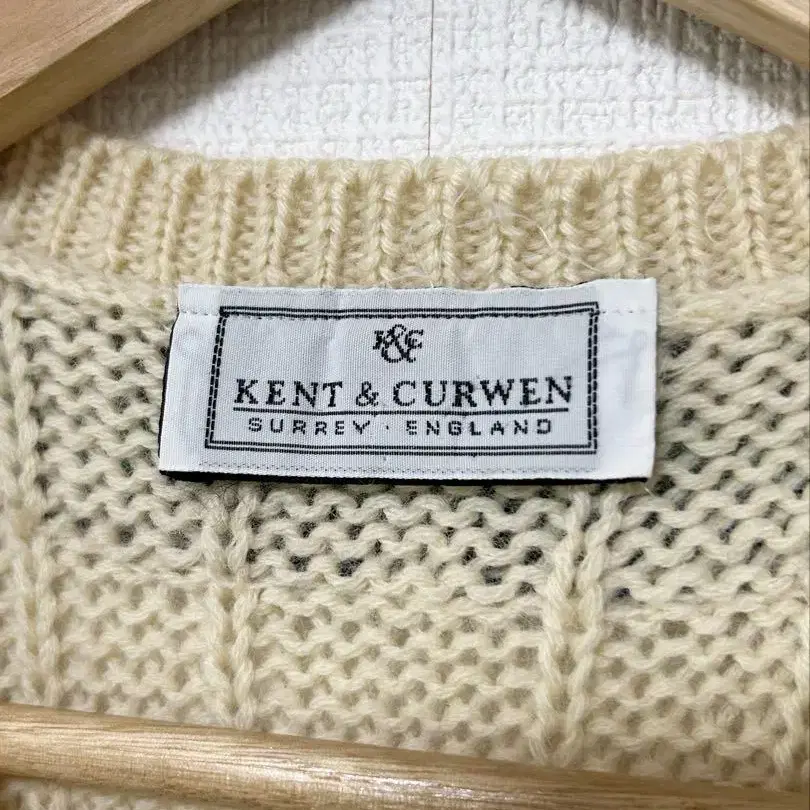 K&C
KENT & CURWEN
SURREY · ENGLAND